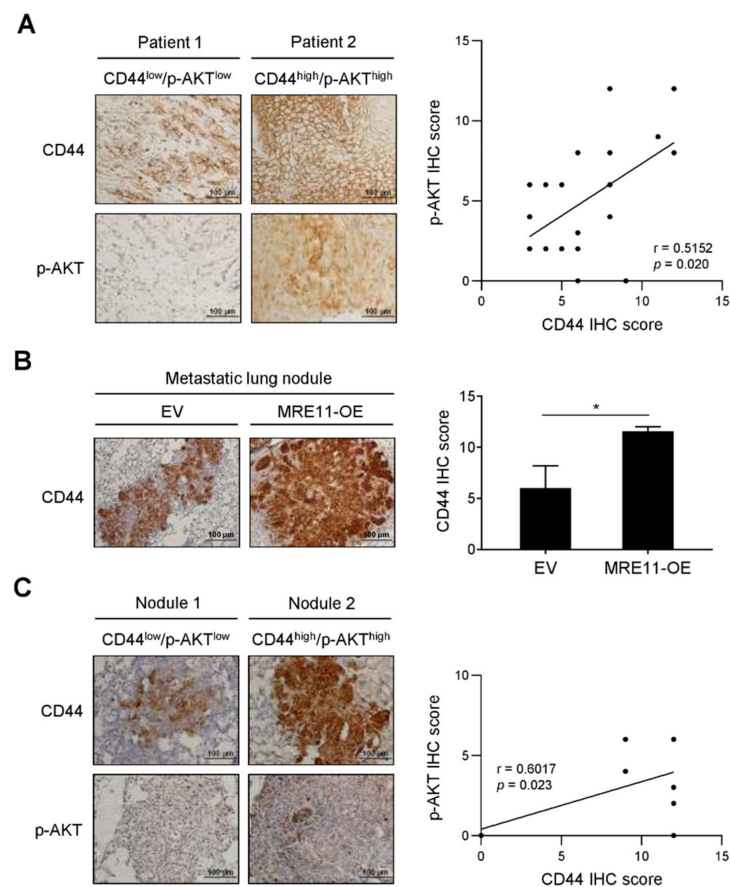 A
Patient 1
Patient 2
CD44low/p-AKTlow
CD44high/p-AKThigh
CD44
100 μm
100 μm
p-AKT
100 μm
100 μm
15
10
5
0
p-AKT IHC score
r = 0.5152
p = 0.020
0 5 10 15
CD44 IHC score
B
Metastatic lung nodule
EV
MRE11-OE
CD44
100 μm
100 μm
15
10
5
0
CD44 IHC score
*
EV
MRE11-OE
C
Nodule 1
Nodule 2
CD44low/p-AKTlow
CD44high/p-AKThigh
CD44
100 μm
100 μm
p-AKT
100 μm
100 μm
10
5
0
p-AKT IHC score
r = 0.6017
p = 0.023
0 5 10 15
CD44 IHC score